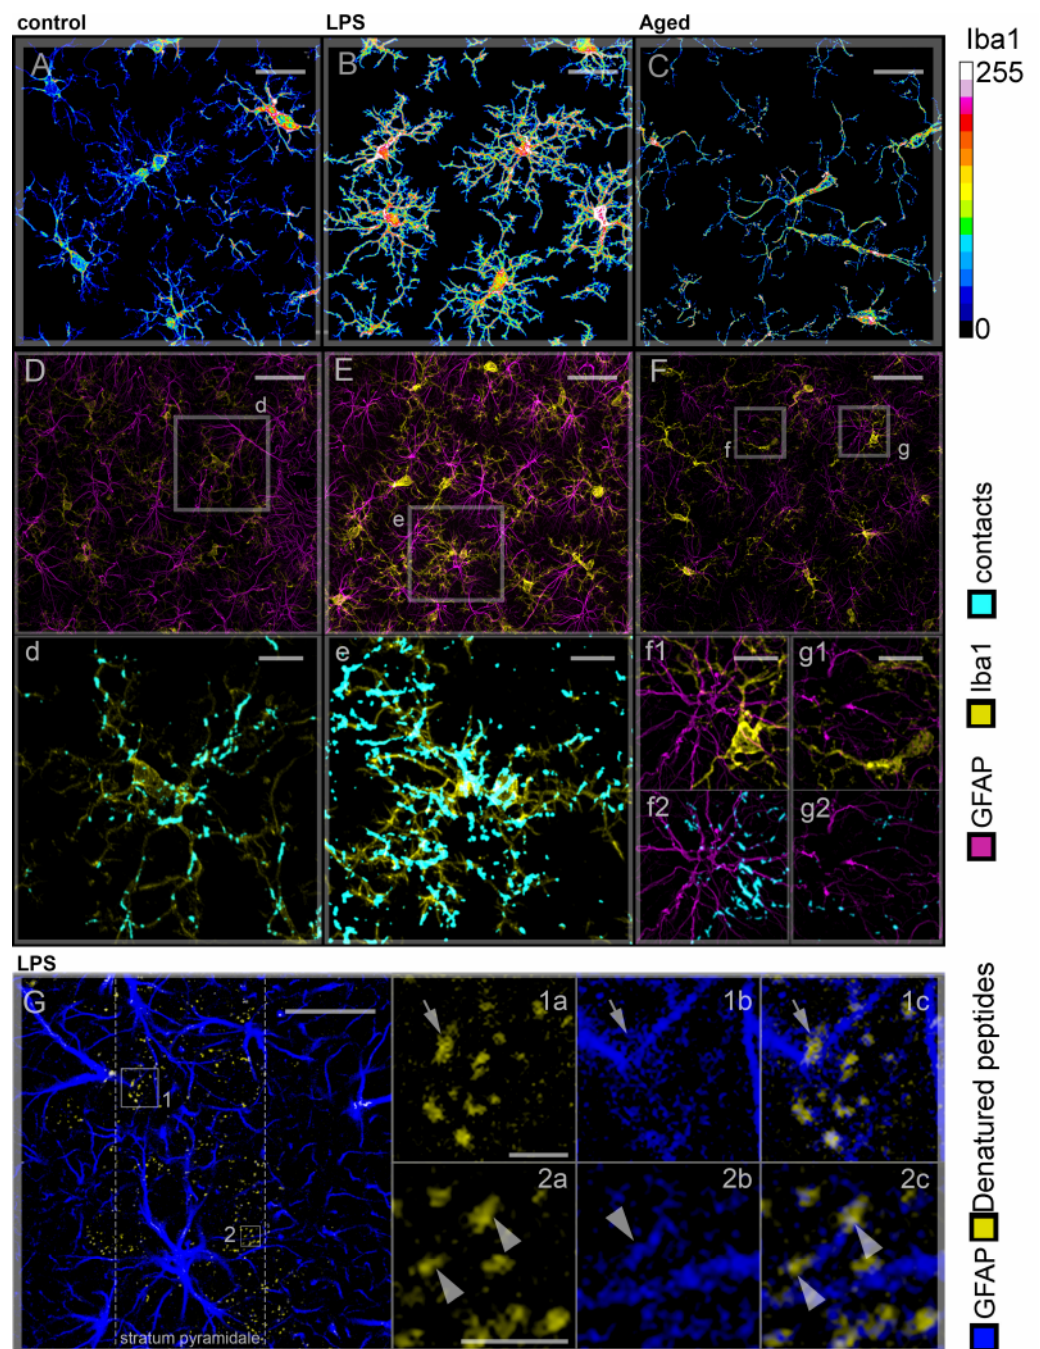 control LPS Aged
Iba1
A B C
255
0
D E F
d
e
f g
d e f1 g1
f2 g2
contacts
Iba1
GFAP
LPS
G 1a 1b 1c
1
2a 2b 2c
2
stratum pyramidale
Denatured peptides
GFAP